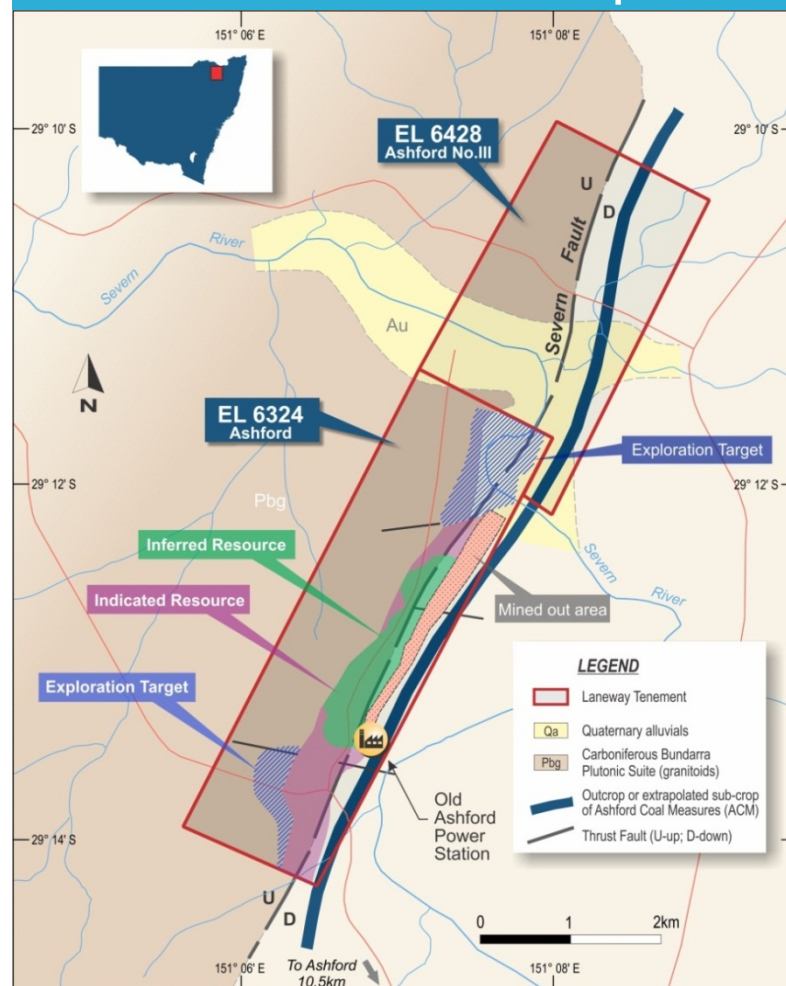 151° 06' E
151° 08' E
29° 10' S
29° 10' S
EL 6428
Ashford No.III
U
D
Severn Fault
Severn
River
Au
N
EL 6324
Ashford
Exploration Target
29° 12' S
29° 12' S
Pbg
Inferred Resource
Severn
River
Indicated Resource
Mined out area
Exploration Target
LEGEND
Laneway Tenement
Qa
Quaternary alluvials
Pbg
Carboniferous Bundarra
Plutonic Suite (granitoids)
Outcrop or extrapolated sub-crop
of Ashford Coal Measures (ACM)
Thrust Fault (U-up; D-down)
Old
Ashford
Power
Station
29° 14' S
29° 14' S
U
D
0
1
2km
151° 06' E
To Ashford
10.5km
151° 08' E